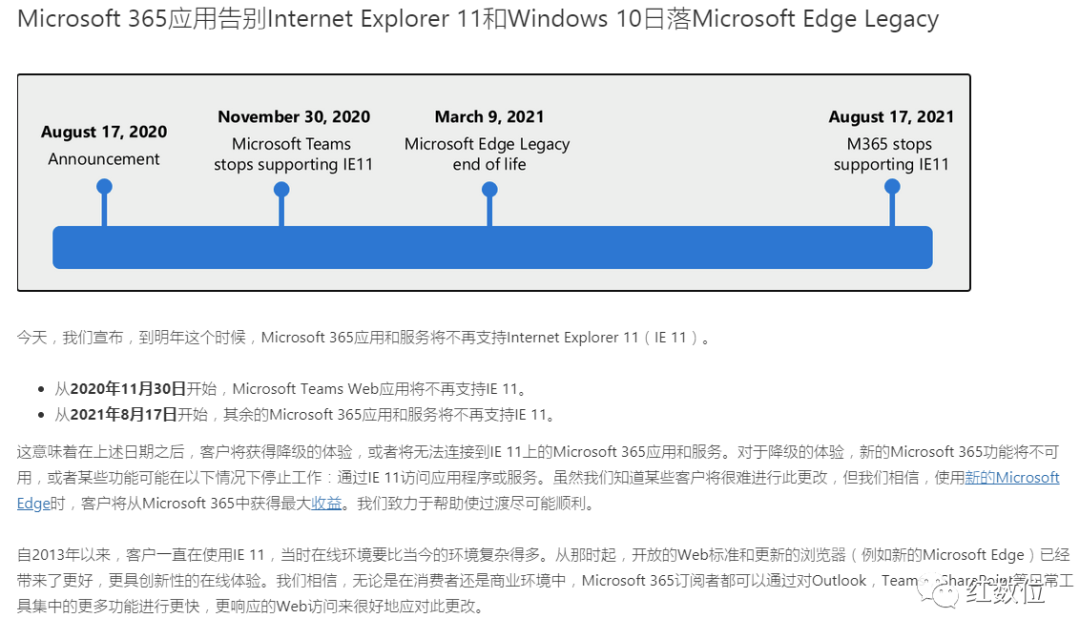 Microsoft 365应用告别Internet Explorer 11和Windows 10日落Microsoft Edge Legacy
August 17, 2020
Announcement
November 30, 2020
Microsoft Teams
stops supporting IE11
March 9, 2021
Microsoft Edge Legacy
end of life
August 17, 2021
M365 stops
supporting IE11
今天，我们宣布，到明年这个时候，Microsoft 365应用和服务将不再支持Internet Explorer 11（IE 11）。
从2020年11月30日开始，Microsoft Teams Web应用将不再支持IE 11。
从2021年8月17日开始，其余的Microsoft 365应用和服务将不再支持IE 11。
这意味着在上述日期之后，客户将获得降级的体验，或者将无法连接到IE 11上的Microsoft 365应用和服务。对于降级的体验，新的Microsoft 365功能将不可
用，或者某些功能可能在以下情况下停止工作：通过IE 11访问应用程序或服务。虽然我们知道某些客户将很难进行此更改，但我们相信，使用新的Microsoft
Edge时，客户将从Microsoft 365中获得最大收益。我们致力于帮助使过渡尽可能顺利。
自2013年以来，客户一直在使用IE 11，当时在线环境要比当今的环境复杂得多。从那时起，开放的Web标准和更新的浏览器（例如新的Microsoft Edge）已经
带来了更好，更具创新性的在线体验。我们相信，无论是在消费者还是商业环境中，Microsoft 365订阅者都可以通过对Outlook，Team SharePoint等日常工
具集中的更多功能进行更快，更响应的Web访问来很好地应对此更改。
红数位